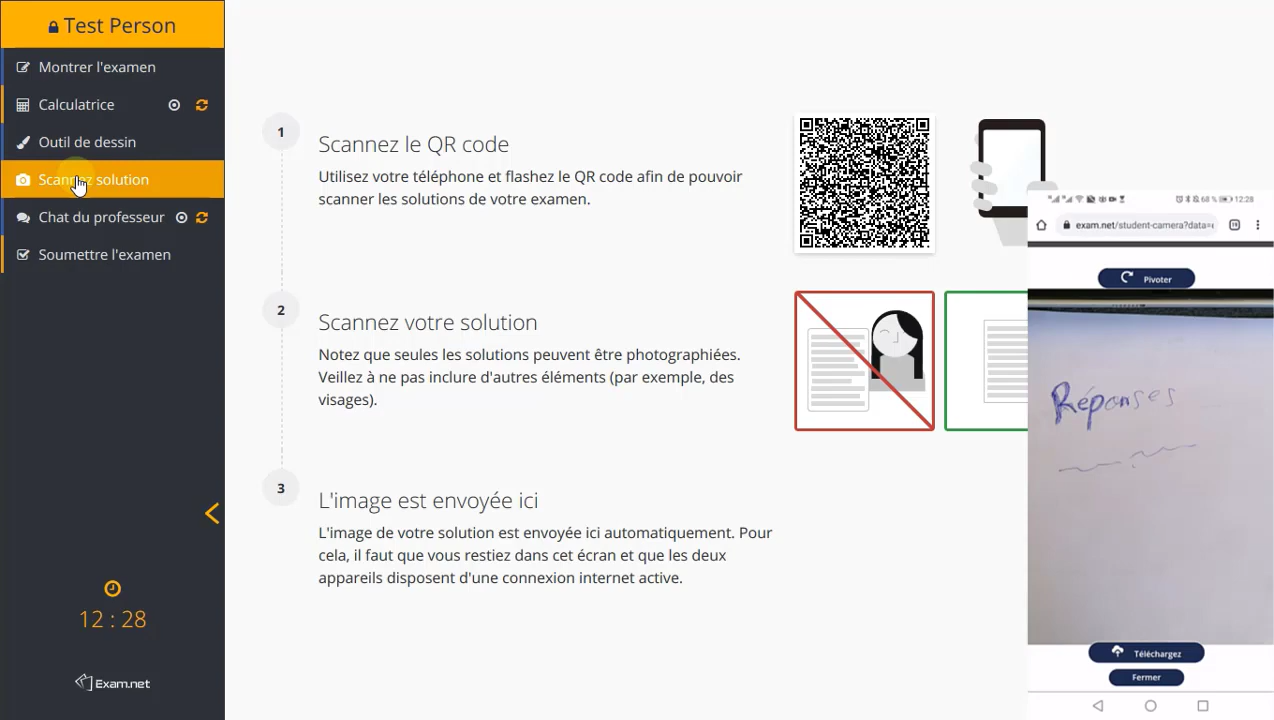 Test Person
Montrer l'examen
Calculatrice
Outil de dessin
Scannez solution
Chat du professeur
Soumettre l'examen
12 : 28
Exam.net
1
Scannez le QR code
Utilisez votre téléphone et flashez le QR code afin de pouvoir
scanner les solutions de votre examen.
2
Scannez votre solution
Notez que seules les solutions peuvent être photographiées.
Veillez à ne pas inclure d'autres éléments (par exemple, des
visages).
3
L'image est envoyée ici
L'image de votre solution est envoyée ici automatiquement. Pour
cela, il faut que vous restiez dans cet écran et que les deux
appareils disposent d'une connexion internet active.
68 % 12:28
exam.net/student-camera?data=
Pivoter
Réponses
Téléchargez
Fermer